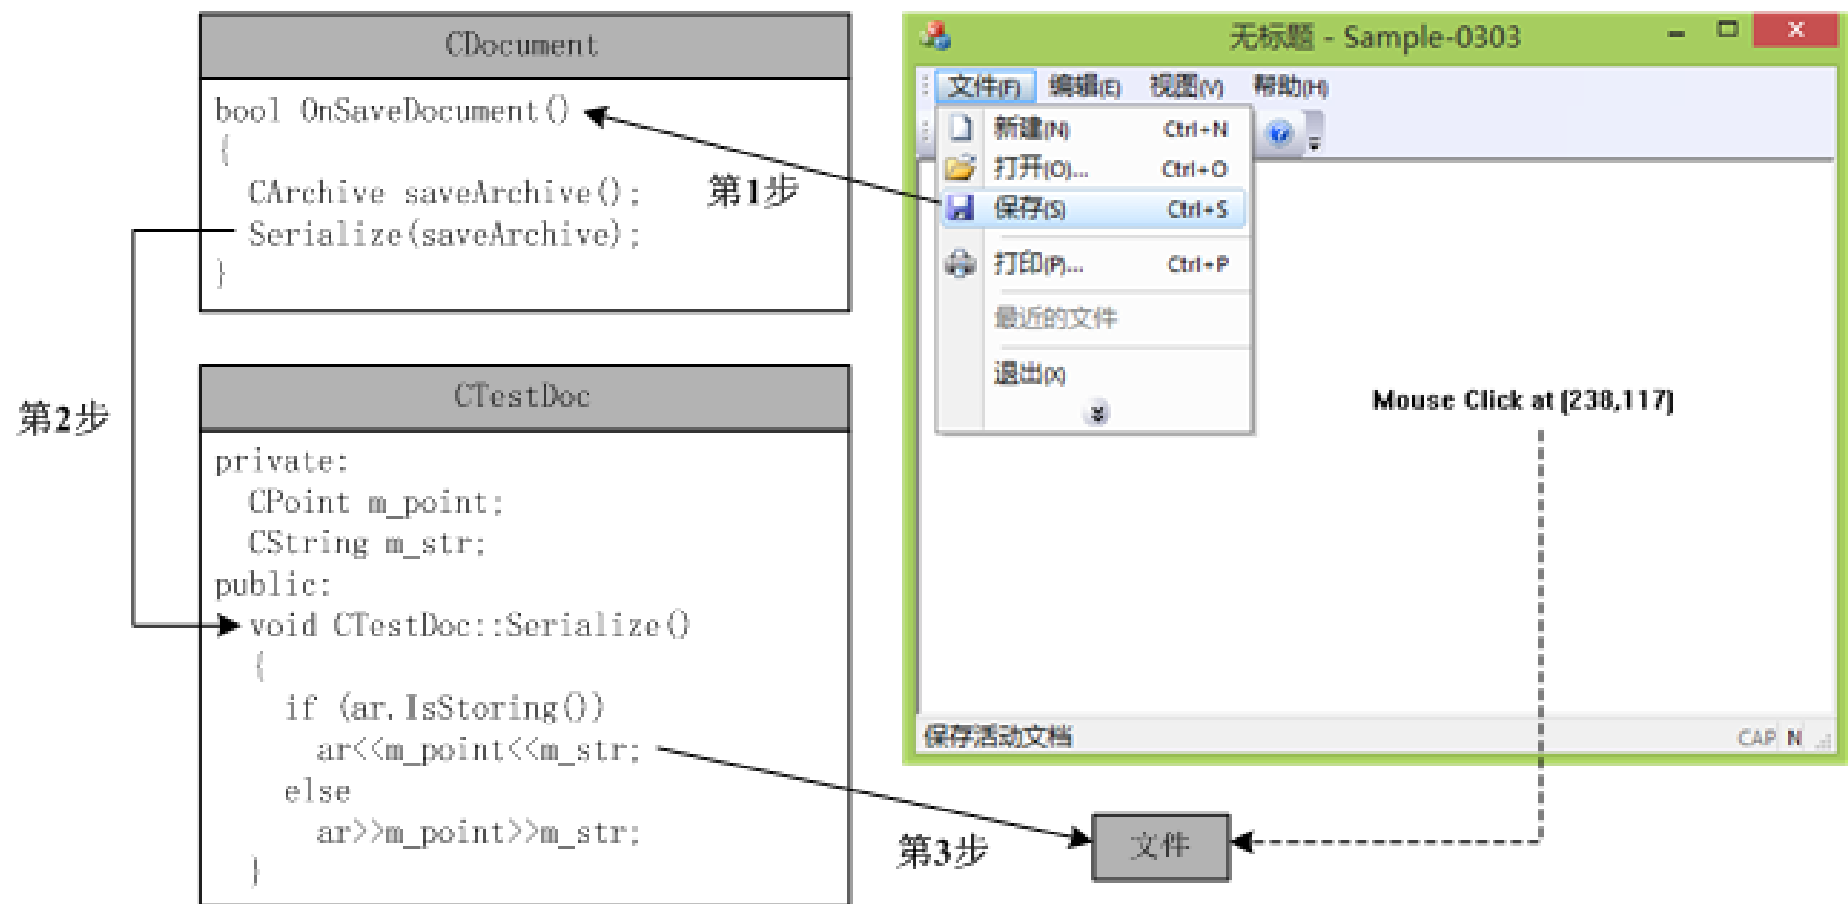 CDocument
bool OnSaveDocument()
{
CArchive saveArchive();
Serialize(saveArchive);
}
第1步
第2步
CTestDoc
private:
CPoint m_point;
CString m_str;
public:
void CTestDoc::Serialize()
{
if (ar.IsStoring())
ar<<m_point<<m_str;
else
ar>>m_point>>m_str;
}
第3步
文件
无标题 - Sample-0303
文件(F) 编辑(E) 视图(V) 帮助(H)
新建(N) Ctrl+N
打开(O)... Ctrl+O
保存(S) Ctrl+S
打印(P)... Ctrl+P
最近的文件
退出(X)
Mouse Click at (238,117)
保存活动文档
CAP N